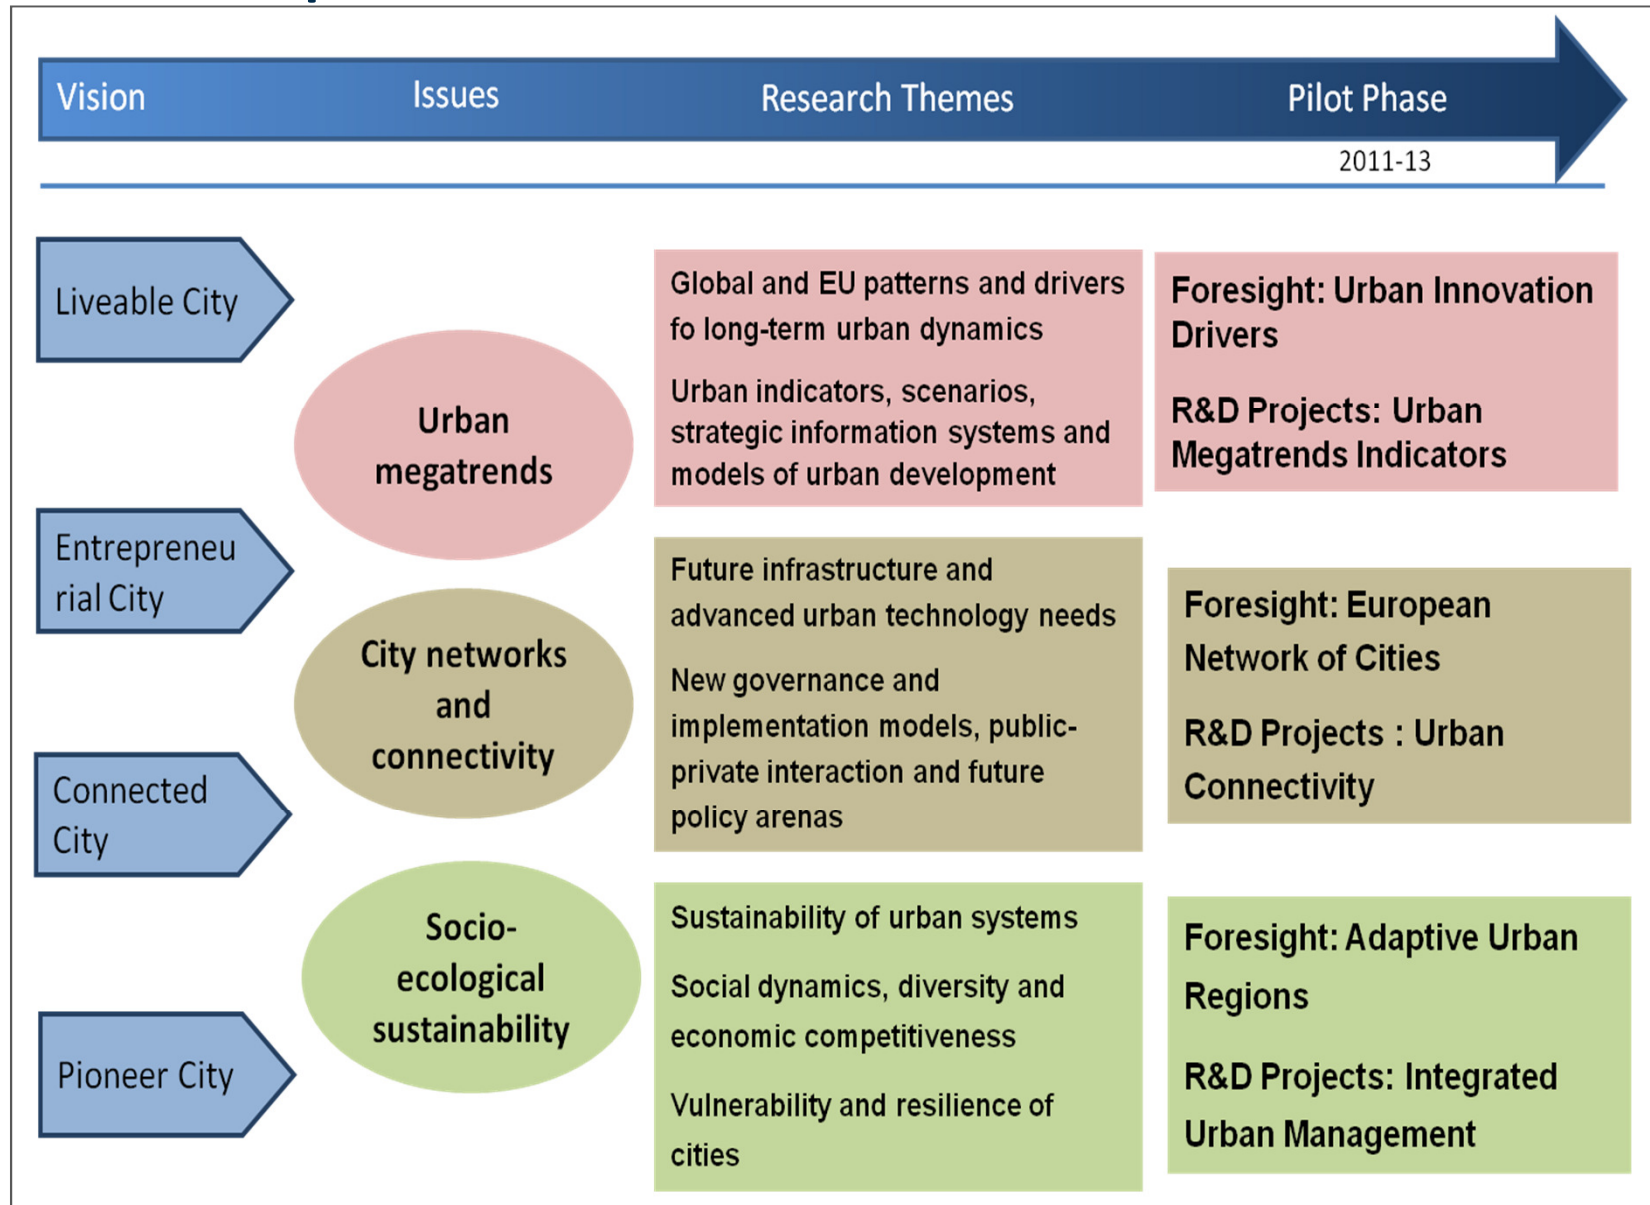 Vision
Issues
Research Themes
Pilot Phase
2011-13
Liveable City
Entrepreneu
rial City
Connected
City
Pioneer City
Urban
megatrends
City networks
and
connectivity
Socio-
ecological
sustainability
Global and EU patterns and drivers
fo long-term urban dynamics
Urban indicators, scenarios,
strategic information systems and
models of urban development
Future infrastructure and
advanced urban technology needs
New governance and
implementation models, public-
private interaction and future
policy arenas
Sustainability of urban systems
Social dynamics, diversity and
economic competitiveness
Vulnerability and resilience of
cities
Foresight: Urban Innovation
Drivers
R&D Projects: Urban
Megatrends Indicators
Foresight: European
Network of Cities
R&D Projects : Urban
Connectivity
Foresight: Adaptive Urban
Regions
R&D Projects: Integrated
Urban Management